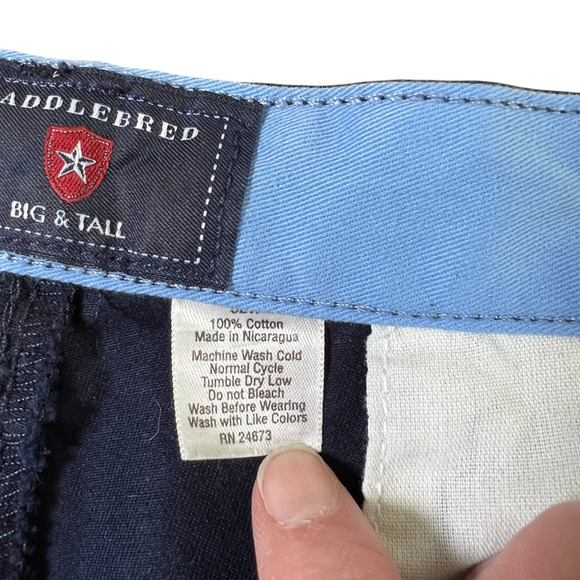 ADDLEBRED
BIG & TALL
100% Cotton
Made in Nicaragua
Machine Wash Cold
Normal Cycle
Tumble Dry Low
Do not Bleach
Wash Before Wearing
Wash with Like Colors
RN 24673